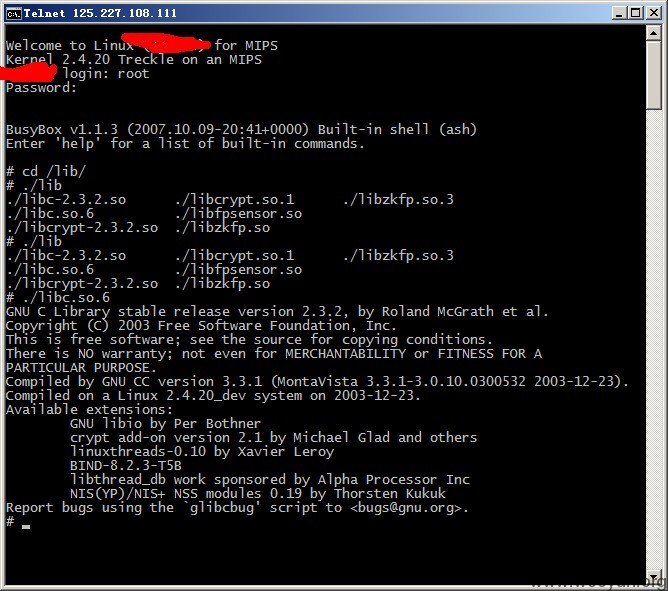 Telnet 125.227.108.111
Welcome to Linux for MIPS
Kernel 2.4.20 Treckle on an MIPS
login: root
Password:
BusyBox v1.1.3 (2007.10.09-20:41+0000) Built-in shell (ash)
Enter 'help' for a list of built-in commands.
# cd /lib/
# ./lib
./libc-2.3.2.so ./libcrypt.so.1 ./libzkfp.so.3
./libc.so.6 ./libfpsensor.so
./libcrypt-2.3.2.so ./libzkfp.so
# ./lib
./libc-2.3.2.so ./libcrypt.so.1 ./libzkfp.so.3
./libc.so.6 ./libfpsensor.so
./libcrypt-2.3.2.so ./libzkfp.so
# ./libc.so.6
GNU C Library stable release version 2.3.2, by Roland McGrath et al.
Copyright (C) 2003 Free Software Foundation, Inc.
This is free software; see the source for copying conditions.
There is NO warranty; not even for MERCHANTABILITY or FITNESS FOR A
PARTICULAR PURPOSE.
Compiled by GNU CC version 3.3.1 (MontaVista 3.3.1-3.0.10.0300532 2003-12-23).
Compiled on a Linux 2.4.20_dev system on 2003-12-23.
Available extensions:
GNU libio by Per Bothner
crypt add-on version 2.1 by Michael Glad and others
linuxthreads-0.10 by Xavier Leroy
BIND-8.2.3-T5B
libthread_db work sponsored by Alpha Processor Inc
NIS(YP)/NIS+ NSS modules 0.19 by Thorsten Kukuk
Report bugs using the `glibcbug' script to <bugs@gnu.org>.
#